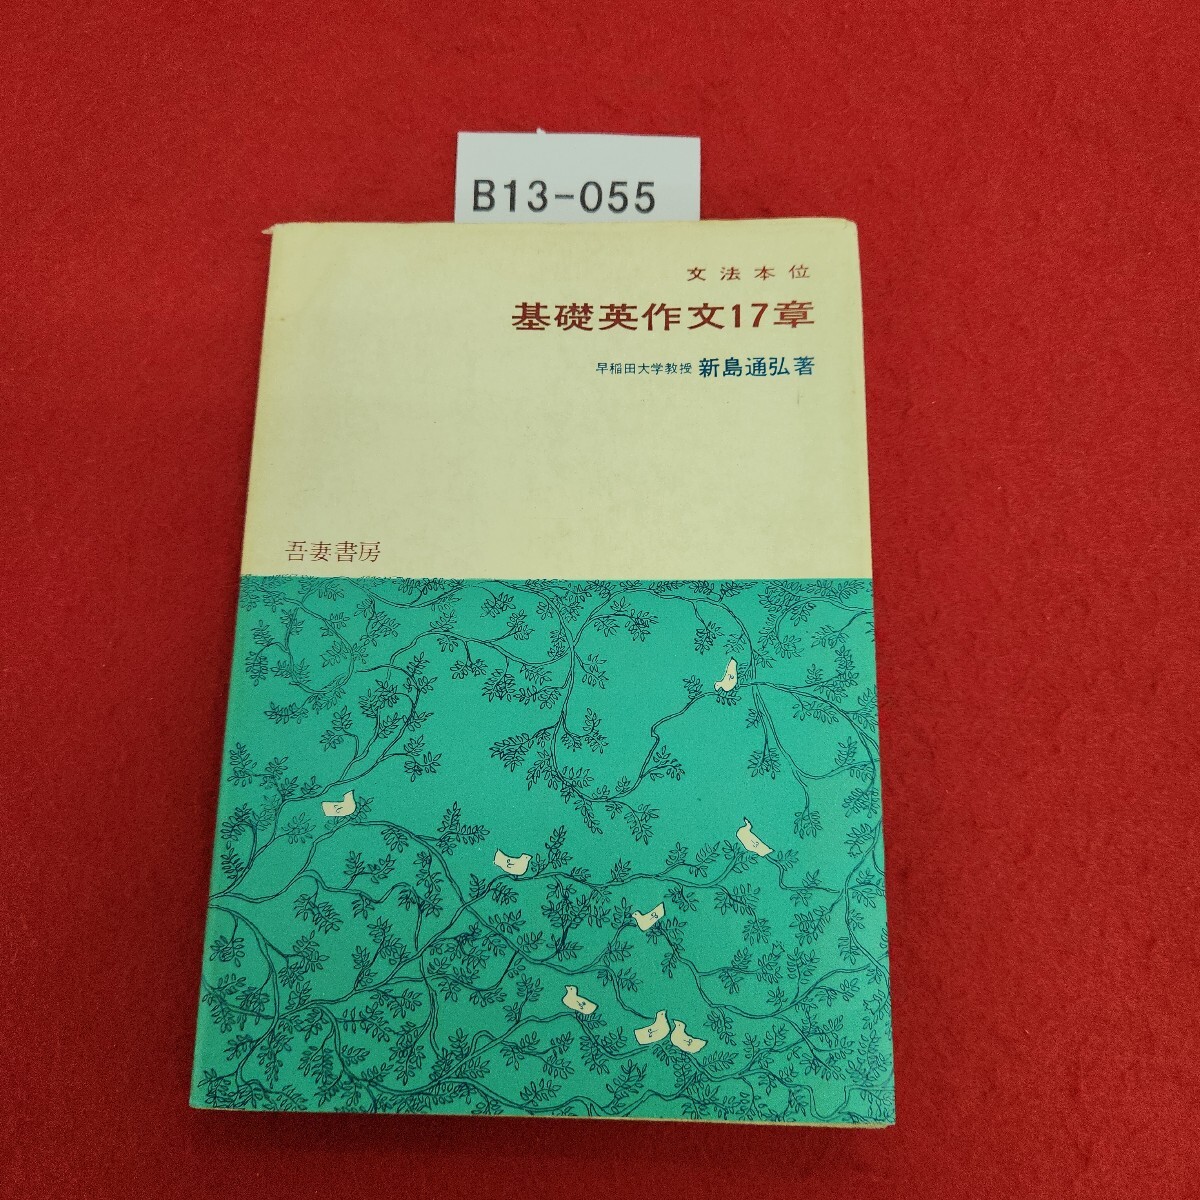 B13-055
文法本位
基礎英作文17章
早稲田大学教授 新島通弘著
吾妻書房